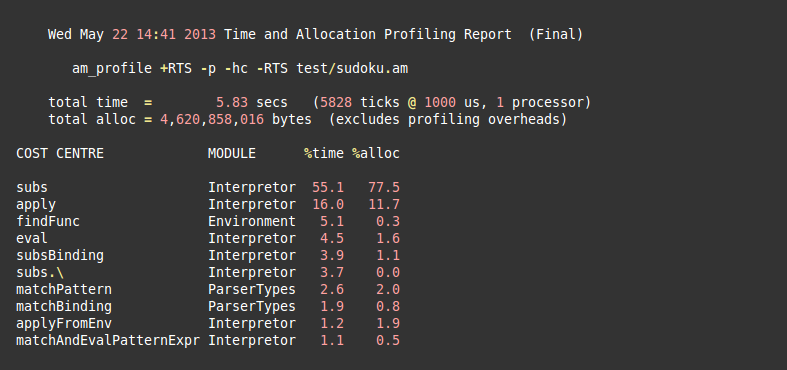 Wed May 22 14:41 2013 Time and Allocation Profiling Report  (Final)
am_profile +RTS -p -hc -RTS test/sudoku.am
total time  =        5.83 secs   (5828 ticks @ 1000 us, 1 processor)
total alloc = 4,620,858,016 bytes  (excludes profiling overheads)
COST CENTRE             MODULE      %time %alloc
subs                    Interpretor  55.1   77.5
apply                   Interpretor  16.0   11.7
findFunc                Environment   5.1    0.3
eval                    Interpretor   4.5    1.6
subsBinding             Interpretor   3.9    1.1
subs.\                  Interpretor   3.7    0.0
matchPattern            ParserTypes   2.6    2.0
matchBinding            ParserTypes   1.9    0.8
applyFromEnv            Interpretor   1.2    1.9
matchAndEvalPatternExpr Interpretor   1.1    0.5